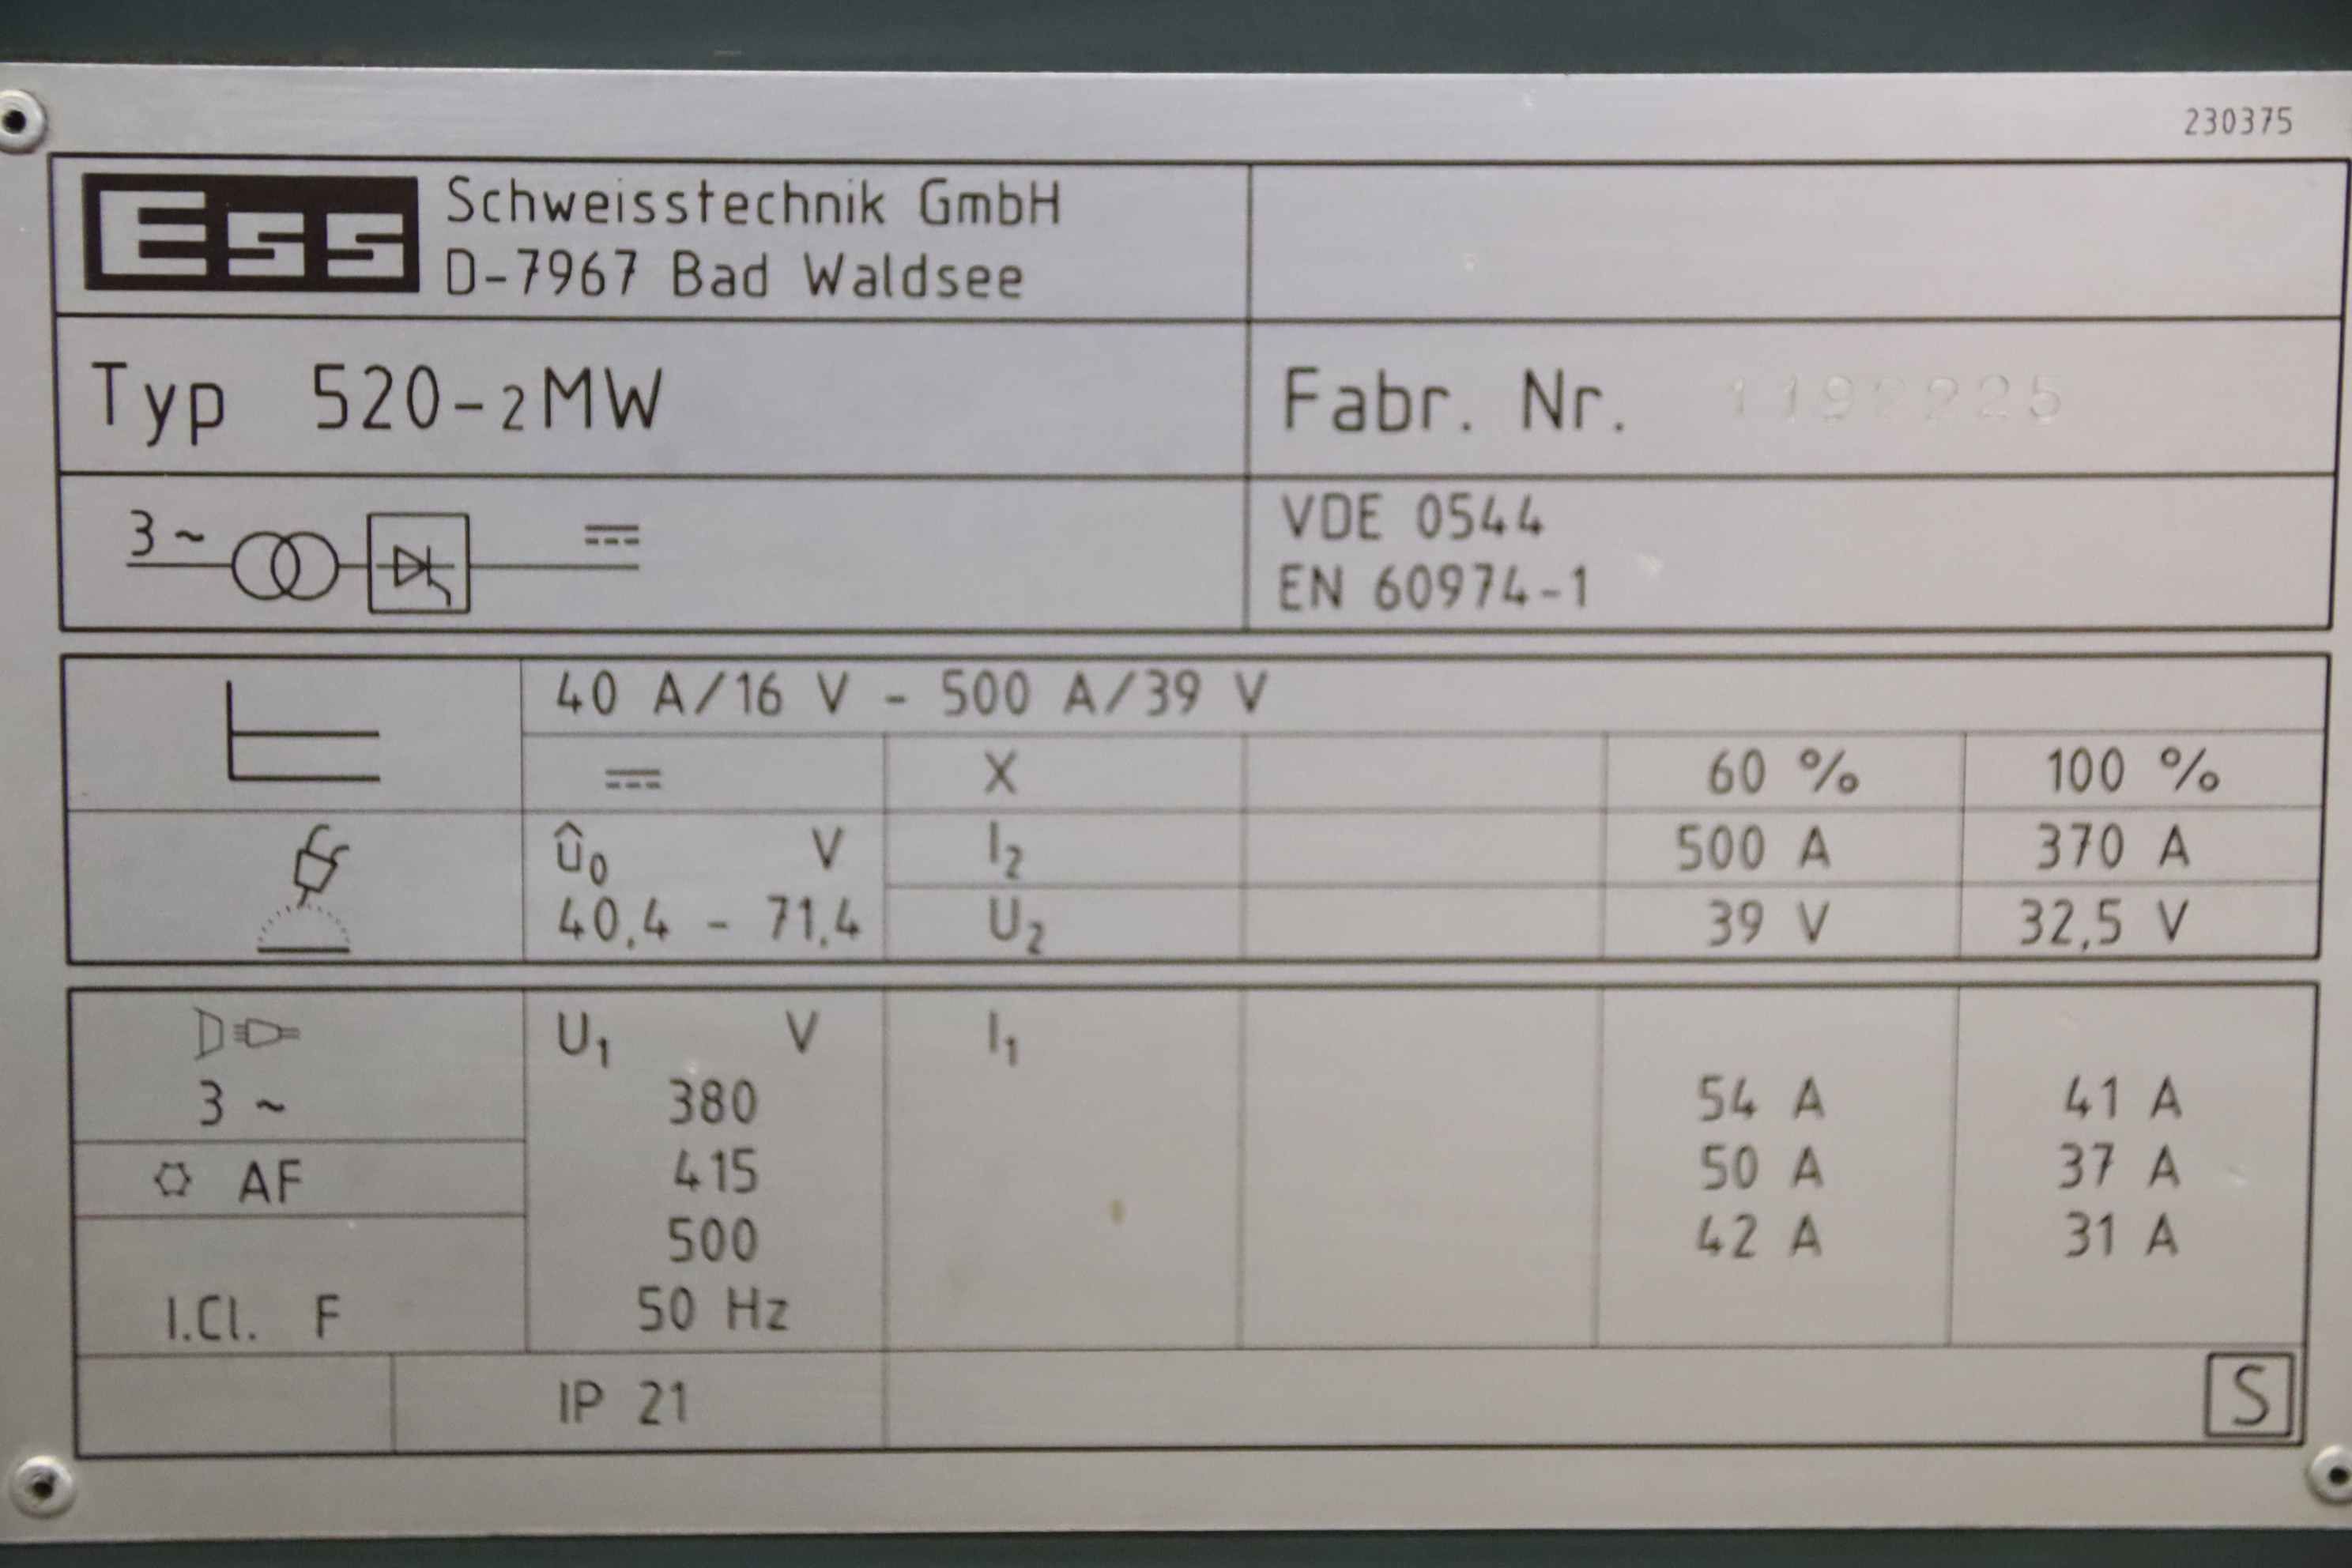 230375
ESS Schweisstechnik GmbH
D-7967 Bad Waldsee
Typ 520-2MW
Fabr. Nr.
3~
VDE 0544
EN 60974-1
40 A/16 V - 500 A/39 V
X 60 % 100 %
û0 V I2 500 A 370 A
40,4 - 71,4 U2 39 V 32,5 V
U1 V I1
3 ~ 380 54 A 41 A
AF 415 50 A 37 A
500 42 A 31 A
I.Cl. F 50 Hz
IP 21 S